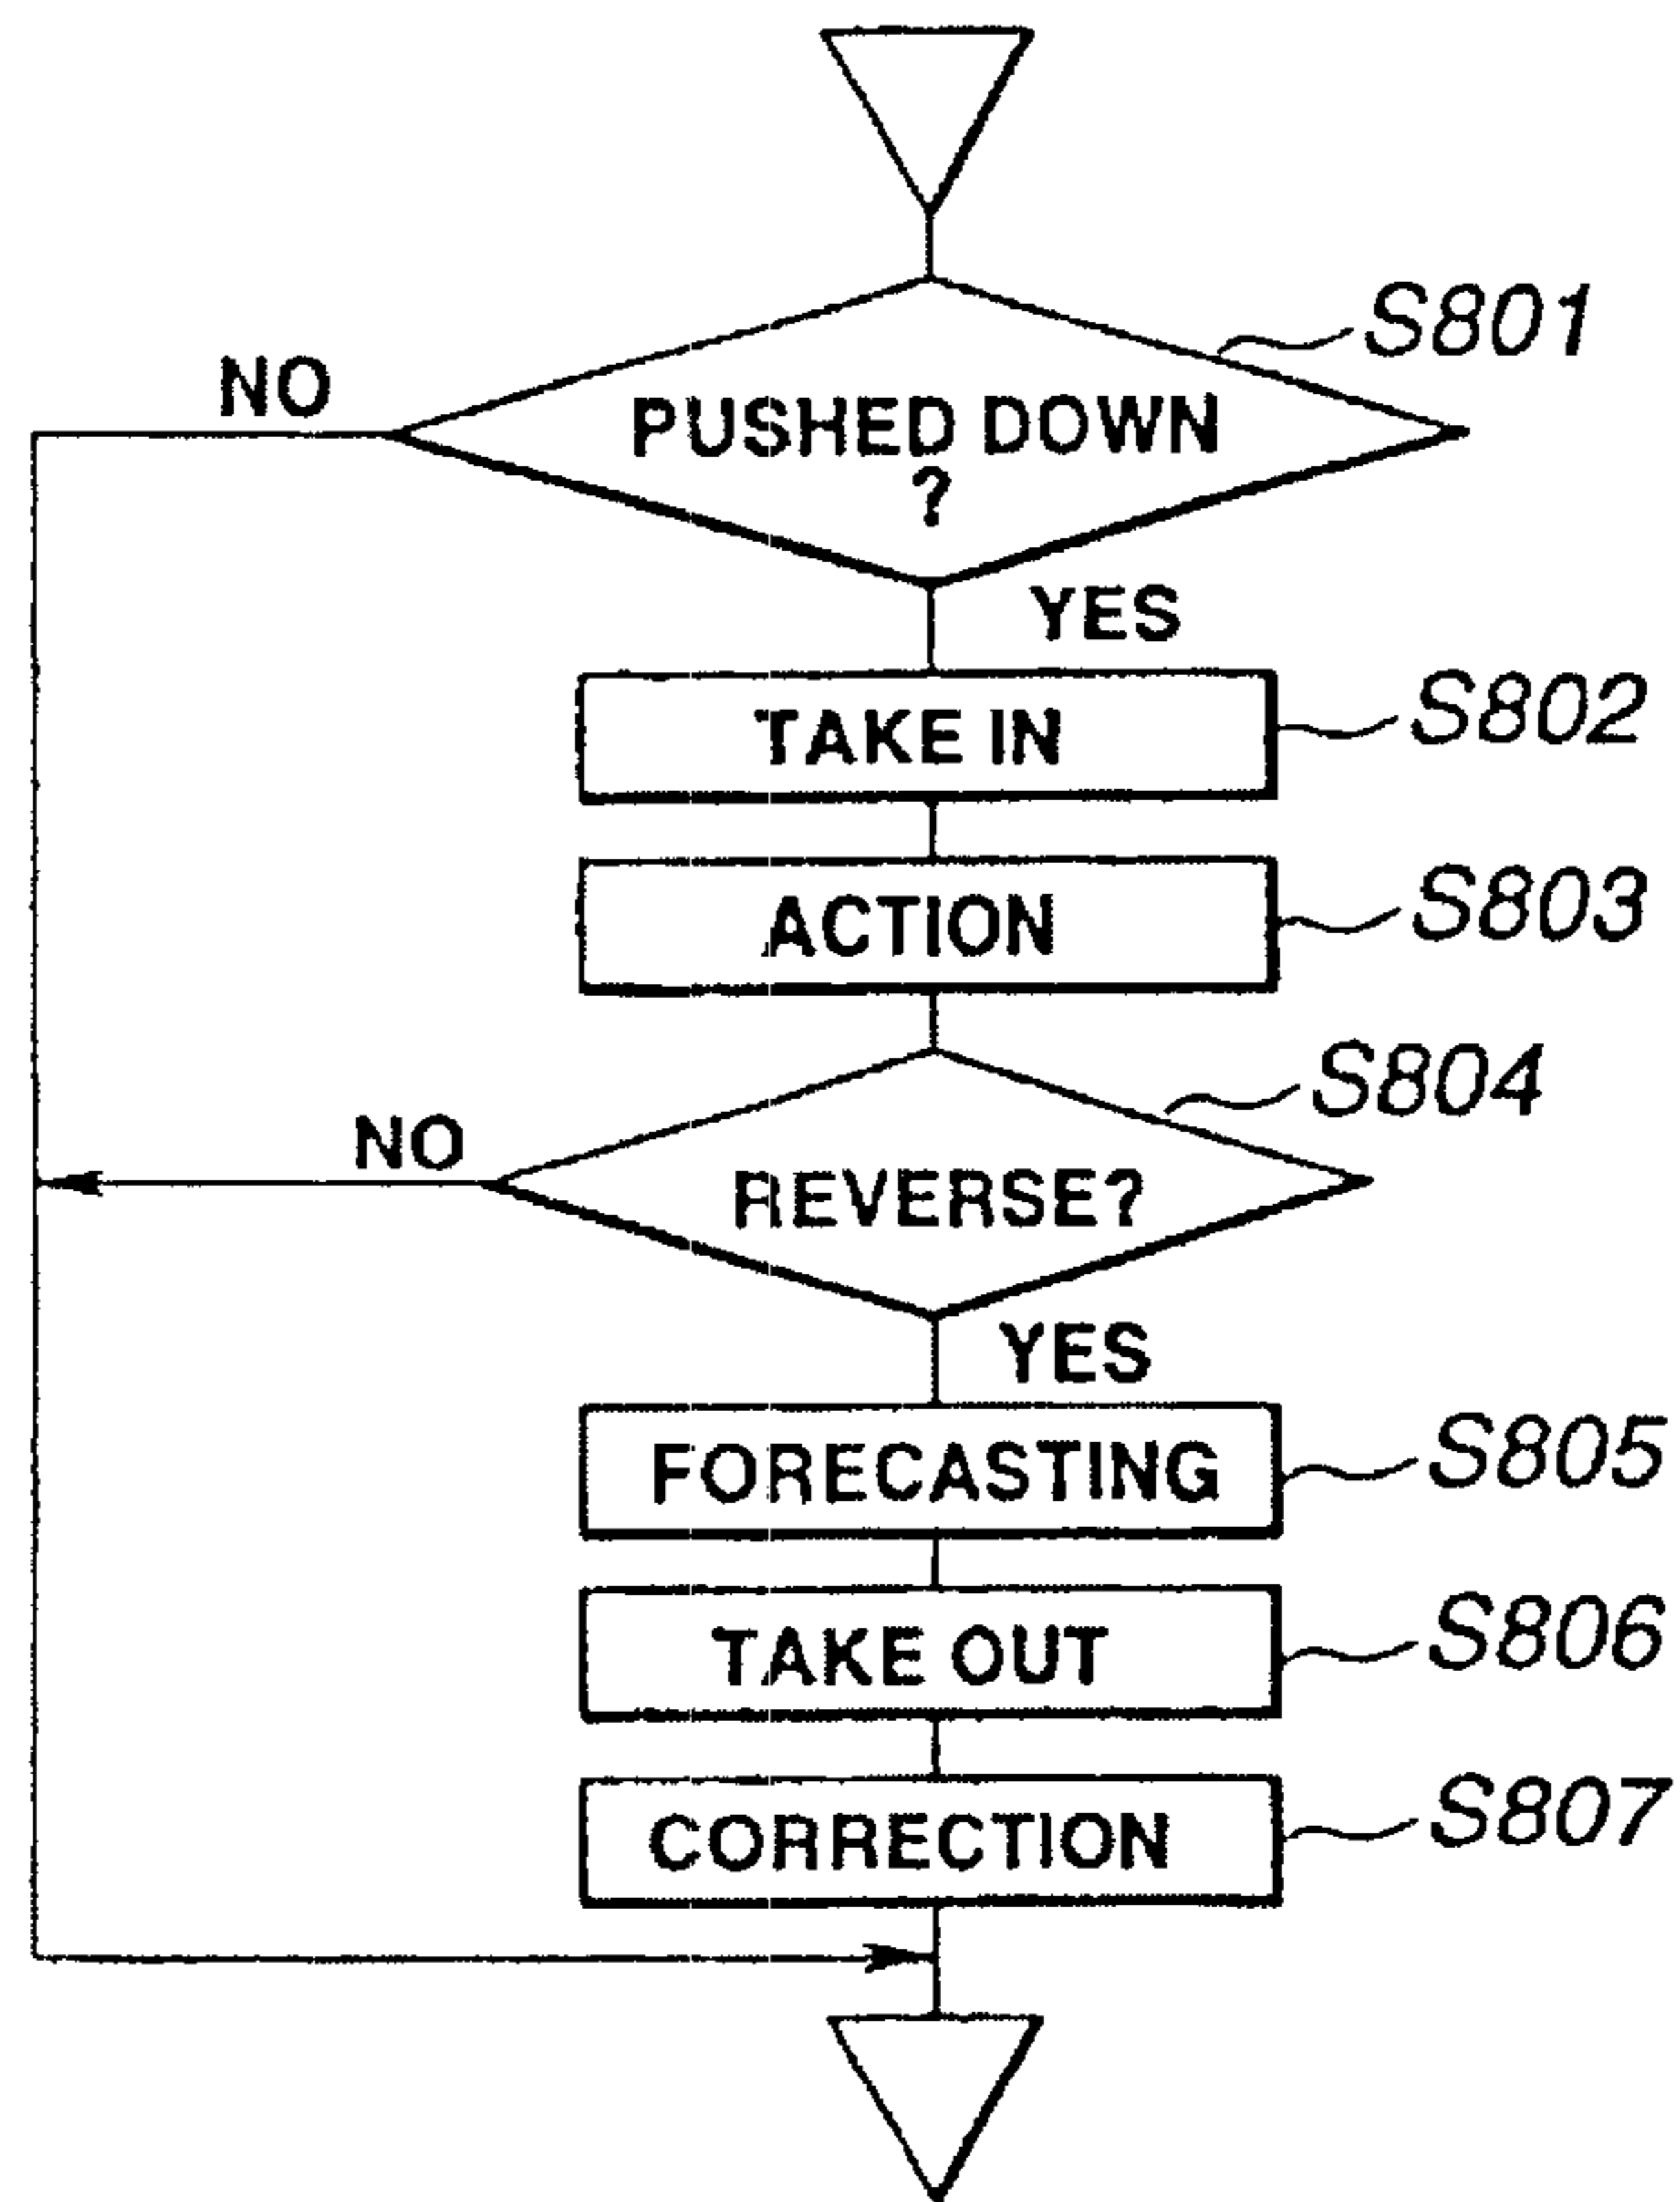 S801
NO
PUSHED DOWN
?
YES
TAKE IN
S802
ACTION
S803
S804
NO
REVERSE?
YES
FORECASTING
S805
TAKE OUT
S806
CORRECTION
S807